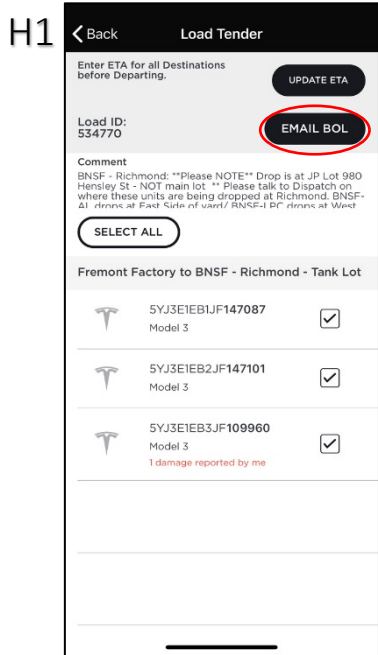 H1
Back
Load Tender
Enter ETA for all Destinations
before Departing.
UPDATE ETA
Load ID:
534770
EMAIL BOL
Comment
BNSF - Richmond: **Please NOTE** Drop is at JP Lot 980
Hensley St - NOT main lot ** Please talk to Dispatch on
where these units are being dropped at Richmond. BNSF-
AL drops at East Side of yard/ BNSF-LPC drops at West
SELECT ALL
Fremont Factory to BNSF - Richmond - Tank Lot
5YJ3E1EB1JF147087
Model 3
5YJ3E1EB2JF147101
Model 3
5YJ3E1EB3JF109960
Model 3
1 damage reported by me